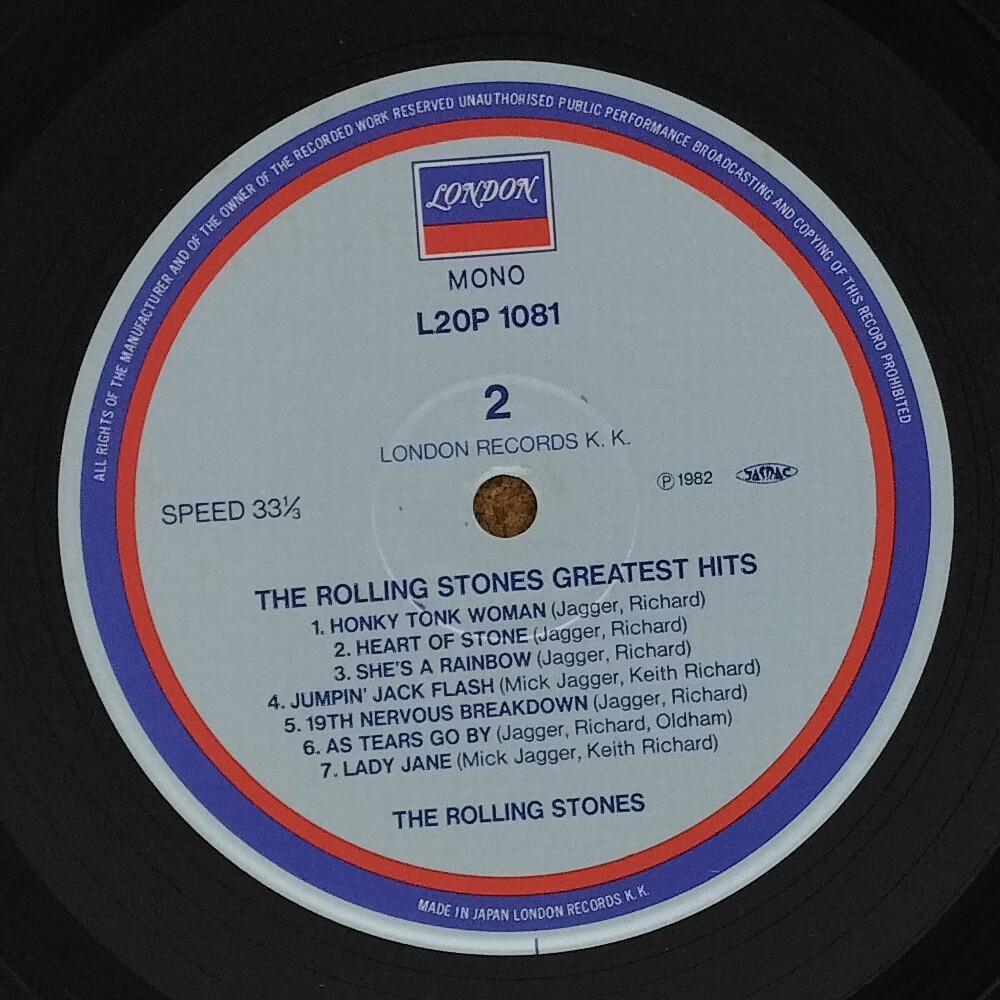 ALL RIGHTS OF THE MANUFACTURER AND OF THE OWNER OF THE RECORDED WORK RESERVED UNAUTHORISED PUBLIC PERFORMANCE BROADCASTING AND COPYING OF THIS RECORD PROHIBITED
LONDON
MONO
L20P 1081
2
LONDON RECORDS K. K.
SPEED 33⅓
Ⓟ1982 JASRAC
THE ROLLING STONES GREATEST HITS
1. HONKY TONK WOMAN (Jagger, Richard)
2. HEART OF STONE (Jagger, Richard)
3. SHE'S A RAINBOW (Jagger, Richard)
4. JUMPIN' JACK FLASH (Mick Jagger, Keith Richard)
5. 19TH NERVOUS BREAKDOWN (Jagger, Richard)
6. AS TEARS GO BY (Jagger, Richard, Oldham)
7. LADY JANE (Mick Jagger, Keith Richard)
THE ROLLING STONES
MADE IN JAPAN LONDON RECORDS K. K.